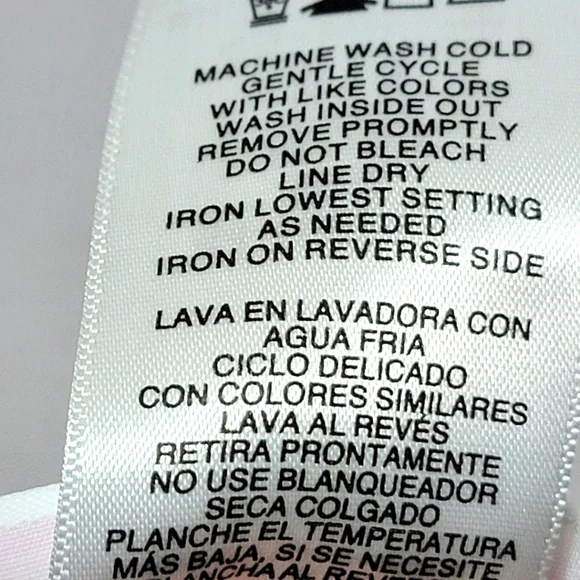 MACHINE WASH COLD
GENTLE CYCLE
WITH LIKE COLORS
WASH INSIDE OUT
REMOVE PROMPTLY
DO NOT BLEACH
LINE DRY
IRON LOWEST SETTING
AS NEEDED
IRON ON REVERSE SIDE
LAVA EN LAVADORA CON
AGUA FRIA
CICLO DELICADO
CON COLORES SIMILARES
LAVA AL REVÉS
RETIRA PRONTAMENTE
NO USE BLANQUEADOR
SECA COLGADO
PLANCHE EL TEMPERATURA
MÁS BAJA, SI SE NECESITE